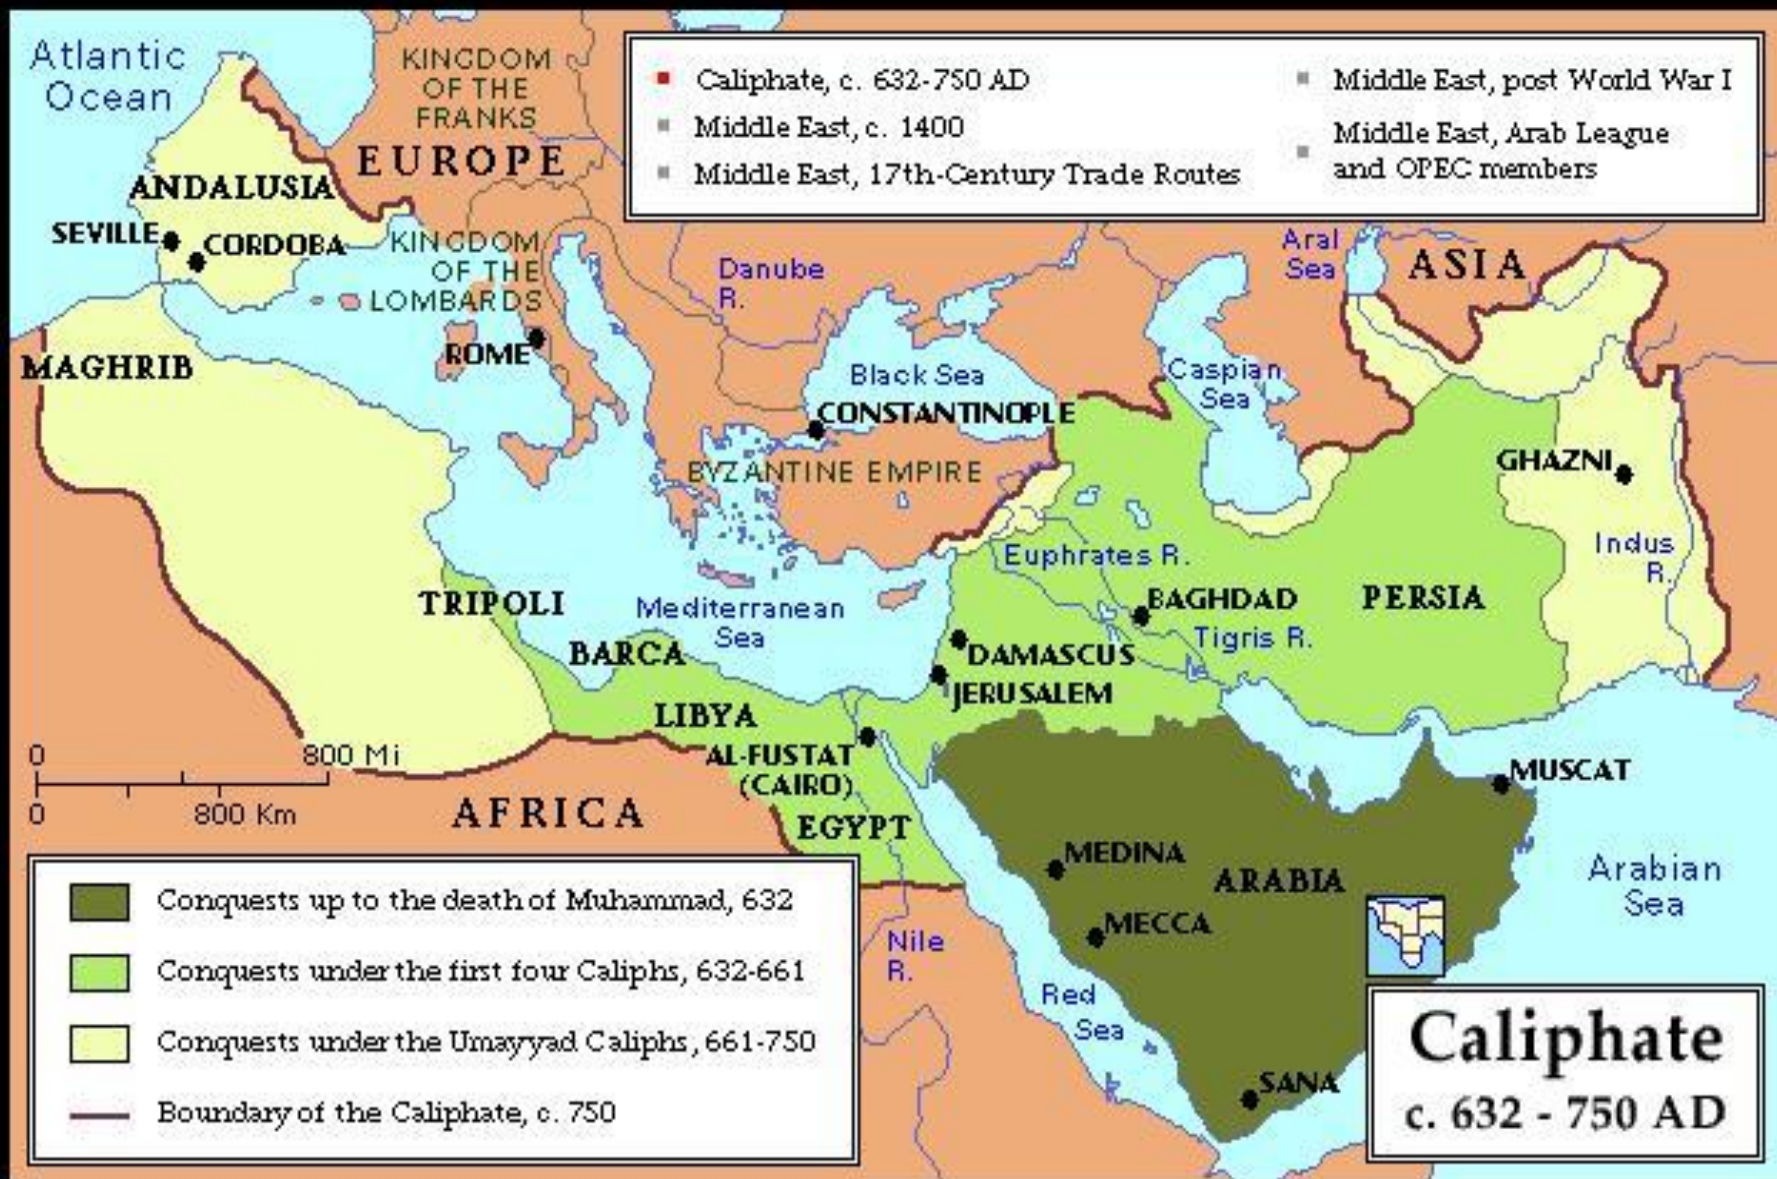 Atlantic
Ocean
KINGDOM
OF THE
FRANKS
EUROPE
Caliphate, c. 632-750 AD
Middle East, c. 1400
Middle East, 17th-Century Trade Routes
Middle East, post World War I
Middle East, Arab League
and OPEC members
ANDALUSIA
SEVILLE
CORDOBA
KINGDOM
OF THE
LOMBARDS
ROME
Danube
R.
Aral
Sea
ASIA
MAGHRIB
Black Sea
CONSTANTINOPLE
Caspian
Sea
BYZANTINE EMPIRE
GHAZNI
Indus
R.
Euphrates R.
BAGHDAD
Tigris R.
PERSIA
TRIPOLI
Mediterranean
Sea
BARCA
DAMASCUS
JERUSALEM
LIBYA
AL-FUSTAT
(CAIRO)
EGYPT
0 800 Mi
0 800 Km
AFRICA
MUSCAT
MEDINA
ARABIA
MECCA
Arabian
Sea
Nile
R.
Red
Sea
SANA
Conquests up to the death of Muhammad, 632
Conquests under the first four Caliphs, 632-661
Conquests under the Umayyad Caliphs, 661-750
Boundary of the Caliphate, c. 750
Caliphate
c. 632 - 750 AD